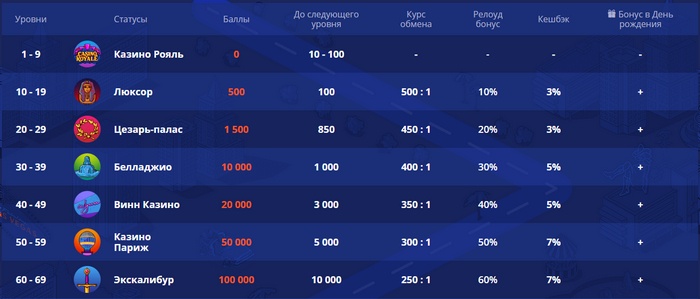 Уровни Статусы Баллы До следующего уровня Курс обмена Релоуд бонус Кешбэк Бонус в День рождения
1 - 9 CASINO ROYALE Казино Рояль 0 10 - 100 - - - -
10 - 19 Люксор 500 100 500 : 1 10% 3% +
20 - 29 Цезарь-палас 1 500 850 450 : 1 20% 3% +
30 - 39 Белладжио 10 000 1 000 400 : 1 30% 5% +
40 - 49 Винн Казино 20 000 3 000 350 : 1 40% 5% +
50 - 59 Казино Париж 50 000 5 000 300 : 1 50% 7% +
60 - 69 Экскалибур 100 000 10 000 250 : 1 60% 7% +